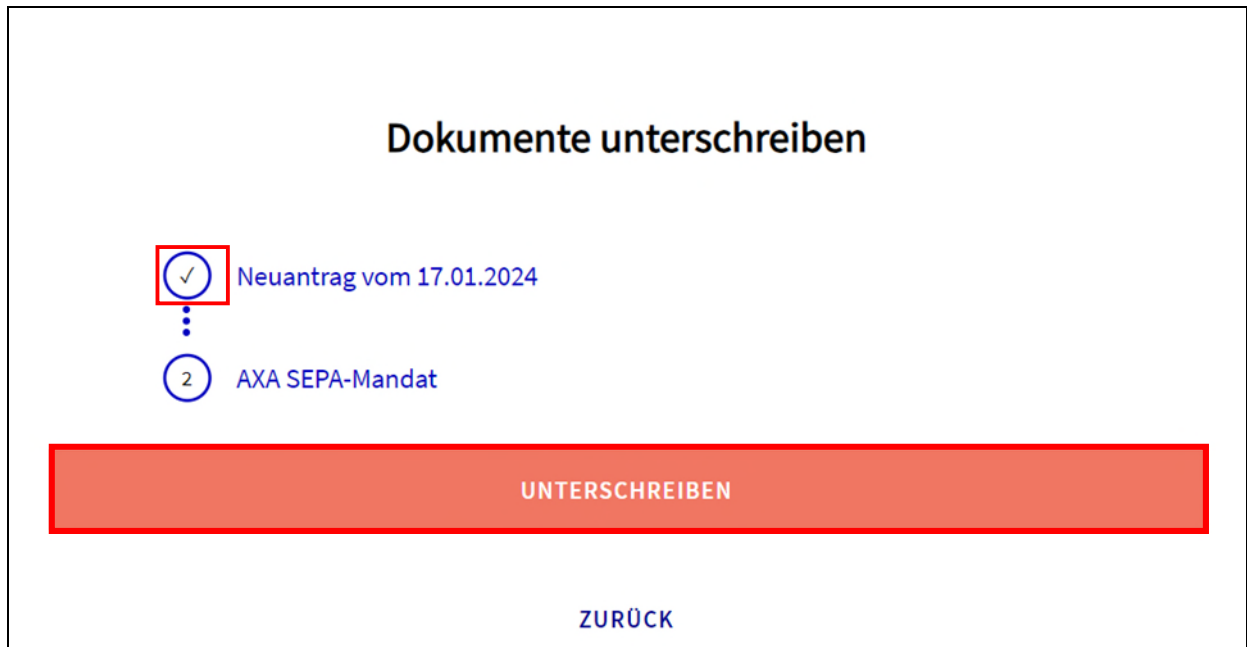 Dokumente unterschreiben
✓ Neuantrag vom 17.01.2024
2 AXA SEPA-Mandat
UNTERSCHREIBEN
ZURÜCK